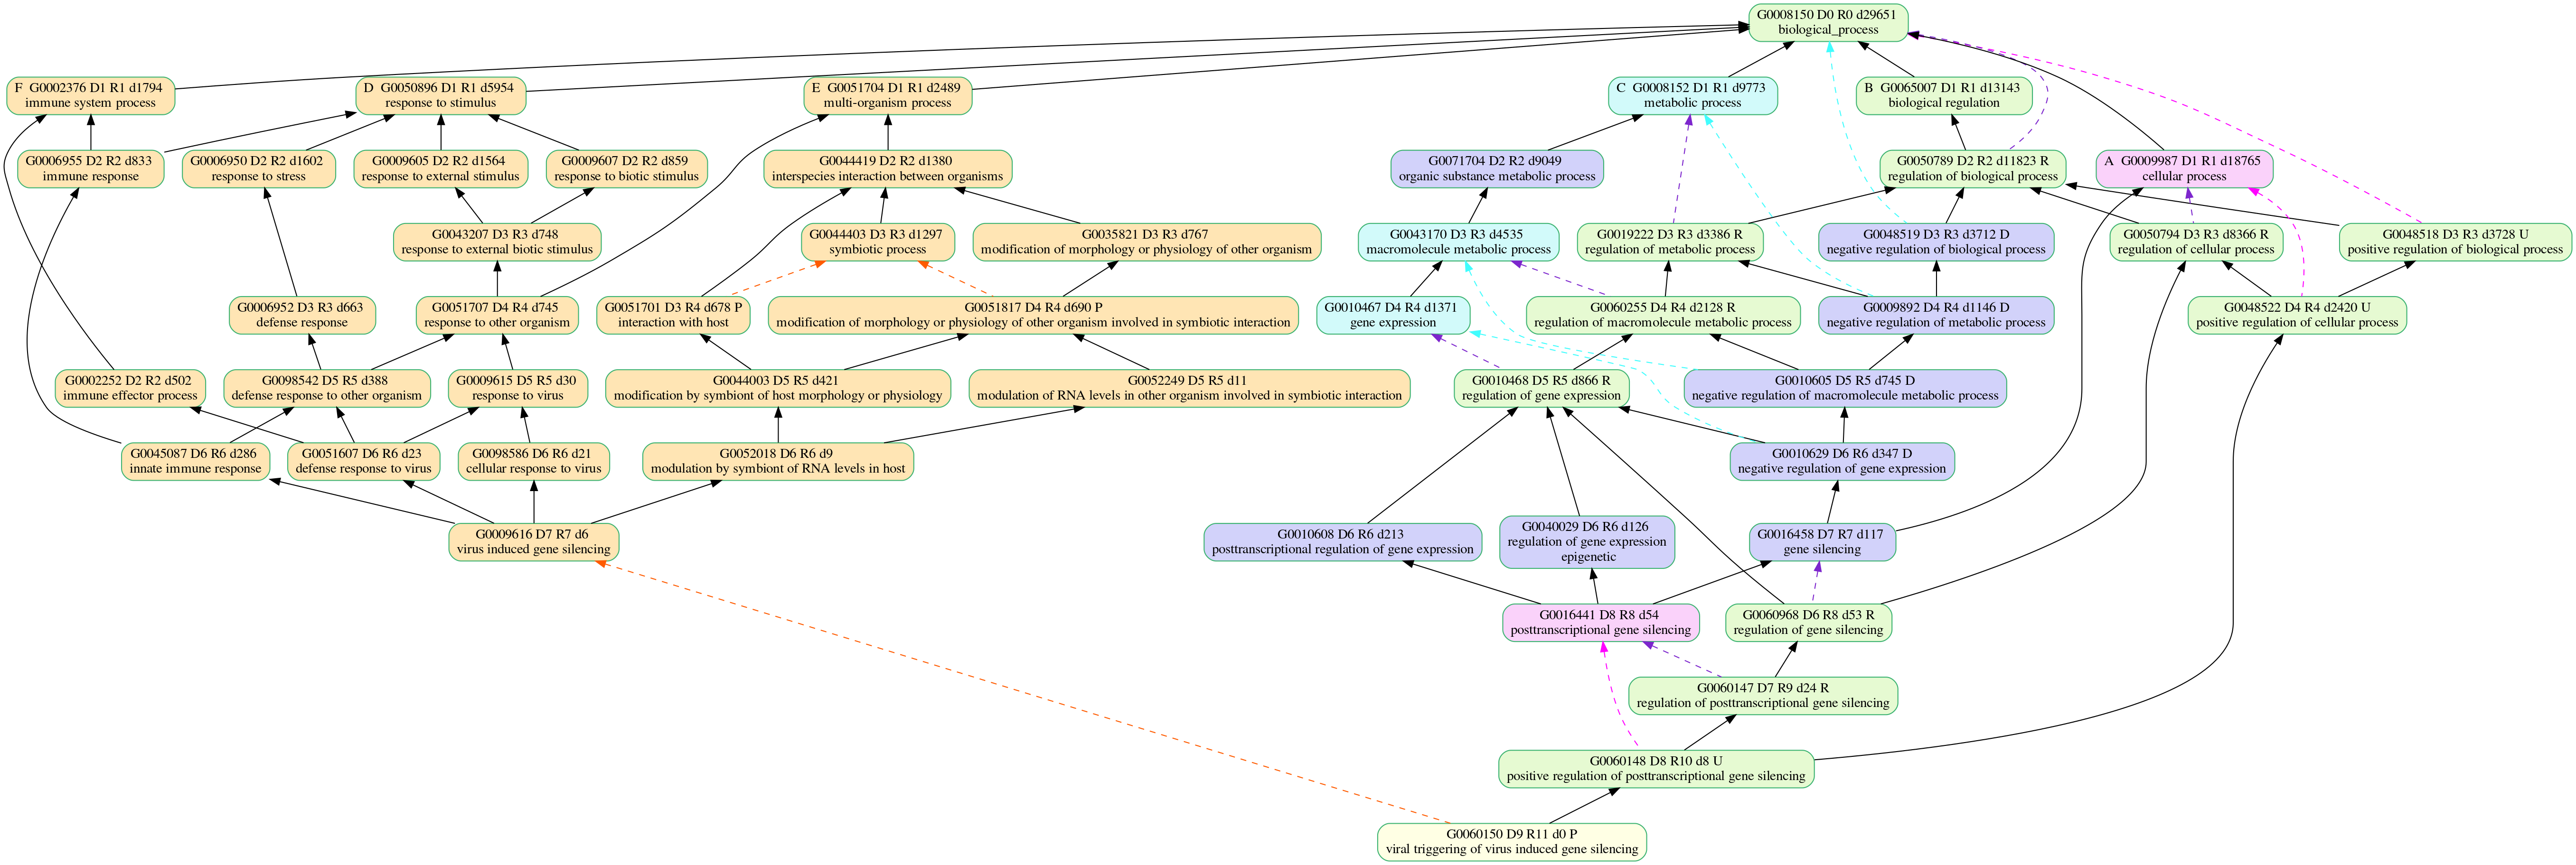 G0008150 D0 R0 d29651
biological_process
F G0002376 D1 R1 d1794
immune system process
D G0050896 D1 R1 d5954
response to stimulus
E G0051704 D1 R1 d2489
multi-organism process
C G0008152 D1 R1 d9773
metabolic process
B G0065007 D1 R1 d13143
biological regulation
G0006955 D2 R2 d833
immune response
G0006950 D2 R2 d1602
response to stress
G0009605 D2 R2 d1564
response to external stimulus
G0009607 D2 R2 d859
response to biotic stimulus
G0044419 D2 R2 d1380
interspecies interaction between organisms
G0071704 D2 R2 d9049
organic substance metabolic process
G0050789 D2 R2 d11823 R
regulation of biological process
A G0009987 D1 R1 d18765
cellular process
G0043207 D3 R3 d748
response to external biotic stimulus
G0044403 D3 R3 d1297
symbiotic process
G0035821 D3 R3 d767
modification of morphology or physiology of other organism
G0043170 D3 R3 d4535
macromolecule metabolic process
G0019222 D3 R3 d3386 R
regulation of metabolic process
G0048519 D3 R3 d3712 D
negative regulation of biological process
G0050794 D3 R3 d8366 R
regulation of cellular process
G0048518 D3 R3 d3728 U
positive regulation of biological process
G0006952 D3 R3 d663
defense response
G0051707 D4 R4 d745
response to other organism
G0051701 D3 R4 d678 P
interaction with host
G0051817 D4 R4 d690 P
modification of morphology or physiology of other organism involved in symbiotic interaction
G0010467 D4 R4 d1371
gene expression
G0060255 D4 R4 d2128 R
regulation of macromolecule metabolic process
G0009892 D4 R4 d1146 D
negative regulation of metabolic process
G0048522 D4 R4 d2420 U
positive regulation of cellular process
G0002252 D2 R2 d502
immune effector process
G0098542 D5 R5 d388
defense response to other organism
G0009615 D5 R5 d30
response to virus
G0044003 D5 R5 d421
modification by symbiont of host morphology or physiology
G0052249 D5 R5 d11
modulation of RNA levels in other organism involved in symbiotic interaction
G0010468 D5 R5 d866 R
regulation of gene expression
G0010605 D5 R5 d745 D
negative regulation of macromolecule metabolic process
G0045087 D6 R6 d286
innate immune response
G0051607 D6 R6 d23
defense response to virus
G0098586 D6 R6 d21
cellular response to virus
G0052018 D6 R6 d9
modulation by symbiont of RNA levels in host
G0010629 D6 R6 d347 D
negative regulation of gene expression
G0009616 D7 R7 d6
virus induced gene silencing
G0010608 D6 R6 d213
posttranscriptional regulation of gene expression
G0040029 D6 R6 d126
regulation of gene expression
epigenetic
G0016458 D7 R7 d117
gene silencing
G0016441 D8 R8 d54
posttranscriptional gene silencing
G0060968 D6 R8 d53 R
regulation of gene silencing
G0060147 D7 R9 d24 R
regulation of posttranscriptional gene silencing
G0060148 D8 R10 d8 U
positive regulation of posttranscriptional gene silencing
G0060150 D9 R11 d0 P
viral triggering of virus induced gene silencing